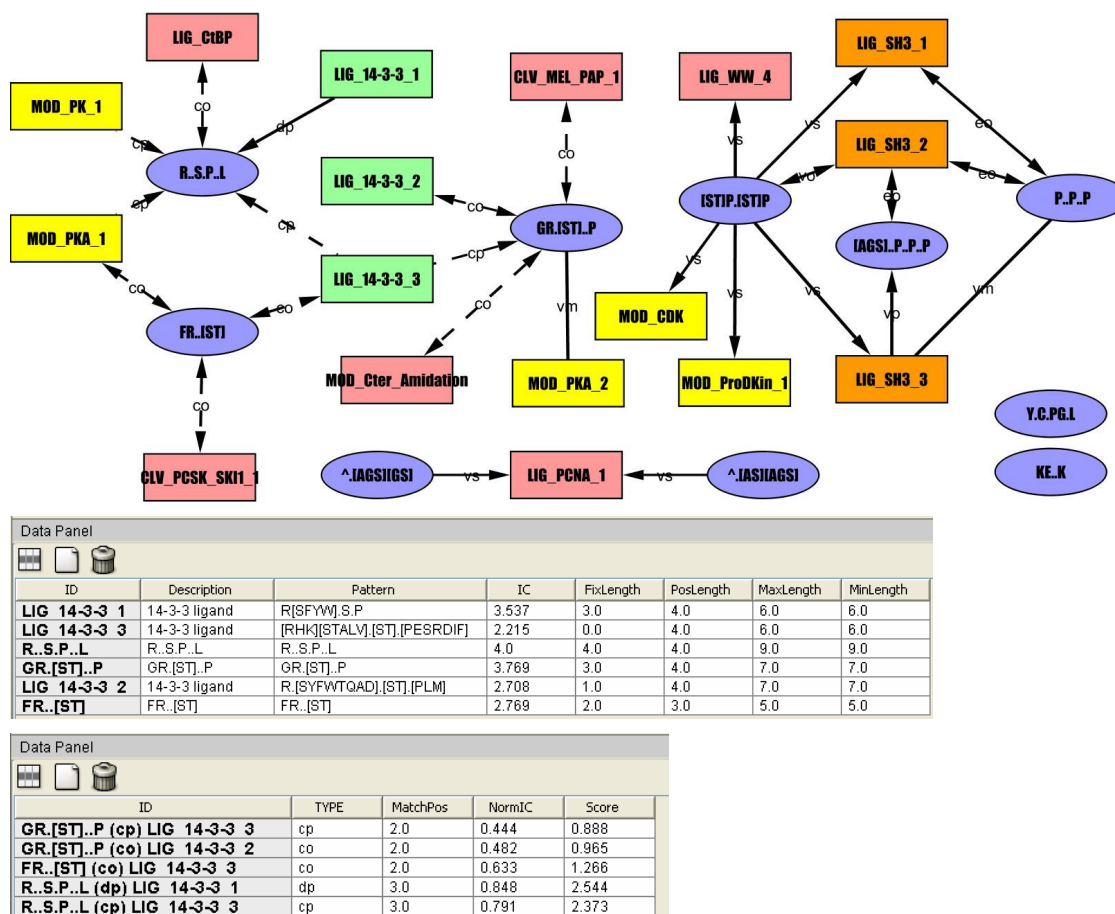 LIG_CtBP
LIG_SH3_1
LIG_14-3-3_1
CLV_MEL_PAP_1
LIG_WW_4
MOD_PK_1
co
co
vs
vs
eo
cp
dp
LIG_SH3_2
R..S.P..L
LIG_14-3-3_2
vo
eo
[ST]P.[ST]P
P..P..P
cp
co
ep
MOD_PKA_1
cp
GR.[ST]..P
[AGS]..P..P..P
cp
LIG_14-3-3_3
vs
co
co
co
vm
vs
vs
vp
vm
FR..[ST]
MOD_CDK
MOD_Cter_Amidation
MOD_PKA_2
MOD_ProDKin_1
LIG_SH3_3
co
Y.C.PG.L
CLV_PCSK_SKI1_1
^.[AGS][GS]
vs
LIG_PCNA_1
vs
^.[AS][AGS]
KE..K
Data Panel
ID Description Pattern IC FixLength PosLength MaxLength MinLength
LIG 14-3-3 1 14-3-3 ligand R[SFYW].S.P 3.537 3.0 4.0 6.0 6.0
LIG 14-3-3 3 14-3-3 ligand [RHK][STALV].[ST].[PESRDIF] 2.215 0.0 4.0 6.0 6.0
R..S.P..L R..S.P..L R..S.P..L 4.0 4.0 4.0 9.0 9.0
GR.[ST]..P GR.[ST]..P GR.[ST]..P 3.769 3.0 4.0 7.0 7.0
LIG 14-3-3 2 14-3-3 ligand R.[SYFWTQAD].[ST].[PLM] 2.708 1.0 4.0 7.0 7.0
FR..[ST] FR..[ST] FR..[ST] 2.769 2.0 3.0 5.0 5.0
Data Panel
ID TYPE MatchPos NormIC Score
GR.[ST]..P (cp) LIG 14-3-3 3 cp 2.0 0.444 0.888
GR.[ST]..P (co) LIG 14-3-3 2 co 2.0 0.482 0.965
FR..[ST] (co) LIG 14-3-3 3 co 2.0 0.633 1.266
R..S.P..L (dp) LIG 14-3-3 1 dp 3.0 0.848 2.544
R..S.P..L (cp) LIG 14-3-3 3 cp 3.0 0.791 2.373